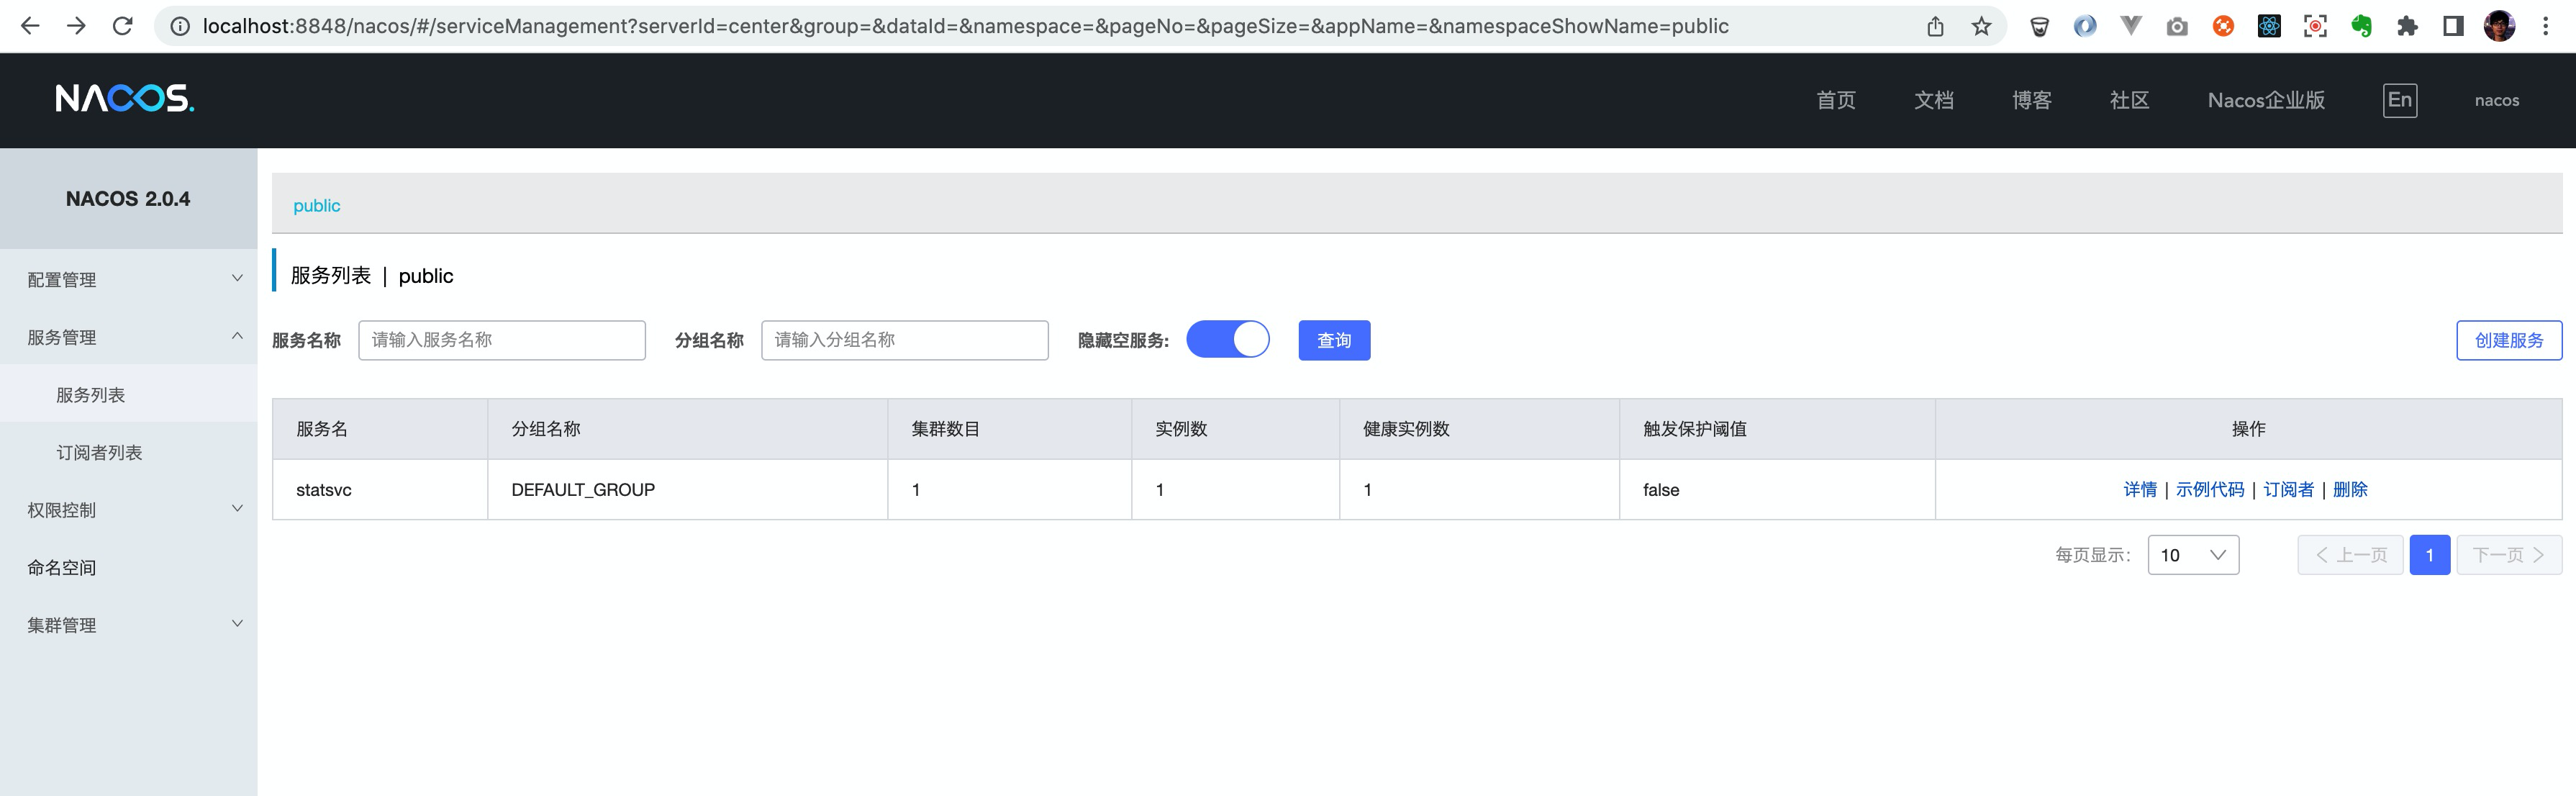 localhost:8848/nacos/#/serviceManagement?serverId=center&group=&dataId=&namespace=&pageNo=&pageSize=&appName=&namespaceShowName=public
NACOS.
首页 文档 博客 社区 Nacos企业版 En nacos
NACOS 2.0.4
配置管理
服务管理
服务列表
订阅者列表
权限控制
命名空间
集群管理
public
服务列表 | public
服务名称 请输入服务名称 分组名称 请输入分组名称 隐藏空服务: 查询 创建服务
服务名 分组名称 集群数目 实例数 健康实例数 触发保护阈值 操作
statsvc DEFAULT_GROUP 1 1 1 false 详情 | 示例代码 | 订阅者 | 删除
每页显示: 10 上一页 1 下一页